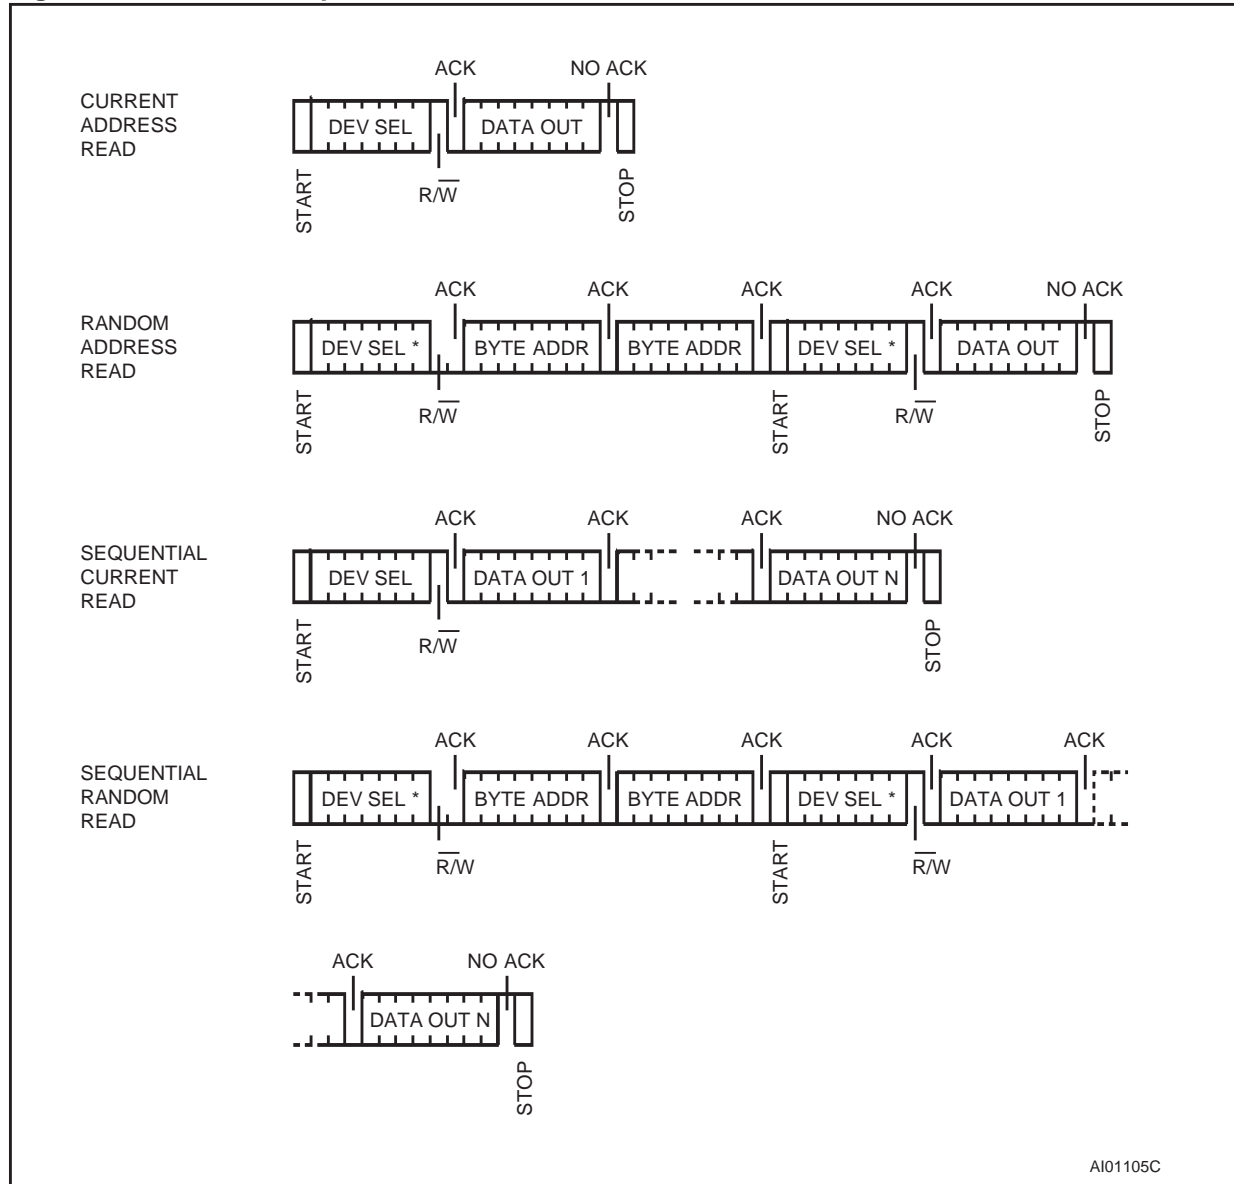 ACK NO ACK
CURRENT
ADDRESS
READ
DEV SEL DATA OUT
R/W̅
START STOP
ACK ACK ACK ACK NO ACK
RANDOM
ADDRESS
READ
DEV SEL * BYTE ADDR BYTE ADDR DEV SEL * DATA OUT
R/W̅ R/W̅
START START STOP
ACK ACK ACK NO ACK
SEQUENTIAL
CURRENT
READ
DEV SEL DATA OUT 1 DATA OUT N
R/W̅
START STOP
ACK ACK ACK ACK ACK
SEQUENTIAL
RANDOM
READ
DEV SEL * BYTE ADDR BYTE ADDR DEV SEL * DATA OUT 1
R̅/W R̅/W
START START
ACK NO ACK
DATA OUT N
STOP
AI01105C